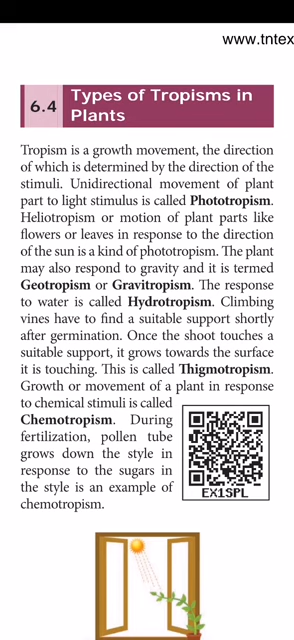 www.tntex
6.4
Types of Tropisms in
Plants
Tropism is a growth movement, the direction
of which is determined by the direction of the
stimuli. Unidirectional movement of plant
part to light stimulus is called Phototropism.
Heliotropism or motion of plant parts like
flowers or leaves in response to the direction
of the sun is a kind of phototropism. The plant
may also respond to gravity and it is termed
Geotropism or Gravitropism. The response
to water is called Hydrotropism. Climbing
vines have to find a suitable support shortly
after germination. Once the shoot touches a
suitable support, it grows towards the surface
it is touching. This is called Thigmotropism.
Growth or movement of a plant in response
to chemical stimuli is called
Chemotropism. During
fertilization, pollen tube
grows down the style in
response to the sugars in
the style is an example of
chemotropism.
EX1SPL